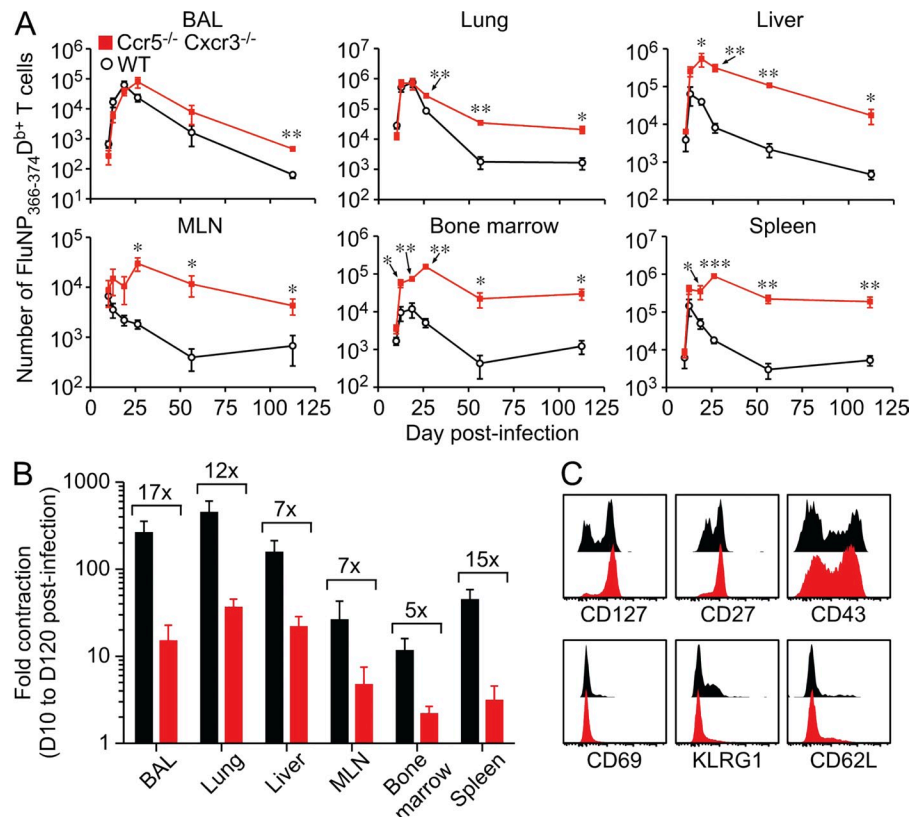 A
BAL
Lung
Liver
Ccr5-/- Cxcr3-/-
WT
Number of FluNP366-374Db+ T cells
10^6
10^5
10^4
10^3
10^2
10^1
**
10^7
10^6
10^5
10^4
10^3
10^2
**
**
*
10^6
10^5
10^4
10^3
10^2
*
**
**
*
MLN
Bone marrow
Spleen
10^5
10^4
10^3
10^2
*
*
*
10^6
10^5
10^4
10^3
10^2
*
**
**
*
*
10^7
10^6
10^5
10^4
10^3
*
***
**
**
0 25 50 75 100 125
0 25 50 75 100 125
0 25 50 75 100 125
Day post-infection
B
Fold contraction
(D10 to D120 post-infection)
1000
100
10
1
17x
12x
7x
7x
5x
15x
BAL
Lung
Liver
MLN
Bone
marrow
Spleen
C
CD127
CD27
CD43
CD69
KLRG1
CD62L